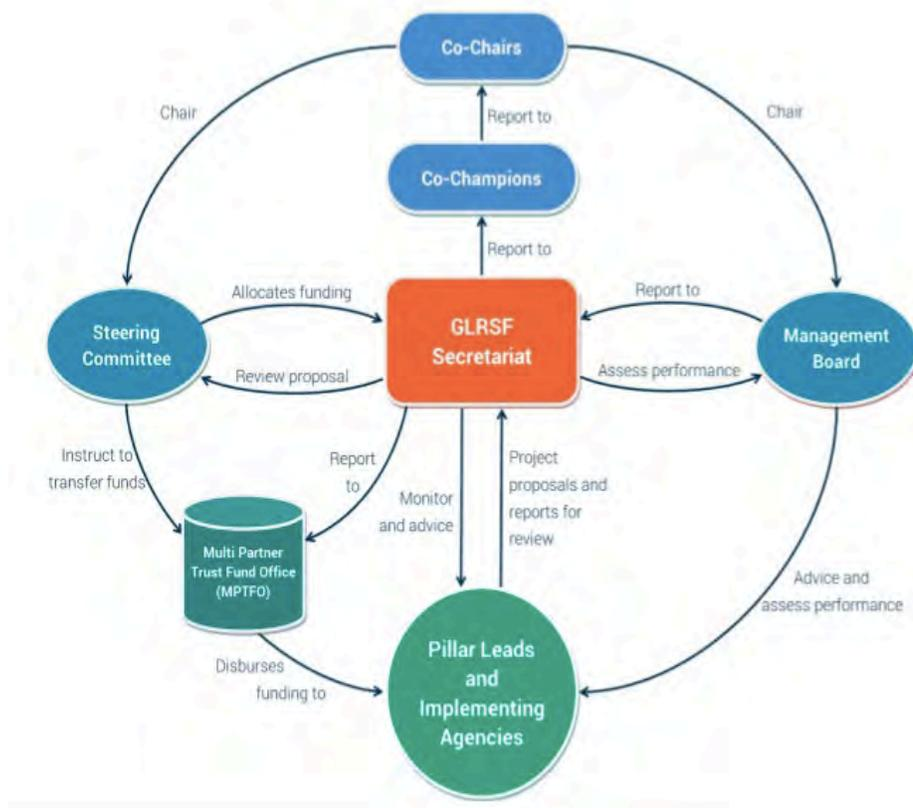 Co-Chairs
Chair
Chair
Report to
Co-Champions
Report to
Allocates funding
Report to
Steering
Committee
GLRSF
Secretariat
Management
Board
Review proposal
Assess performance
Instruct to
transfer funds
Report
to
Monitor
and advice
Project
proposals and
reports for
review
Multi Partner
Trust Fund Office
(MPTFO)
Advice and
assess performance
Disburses
funding to
Pillar Leads
and
Implementing
Agencies